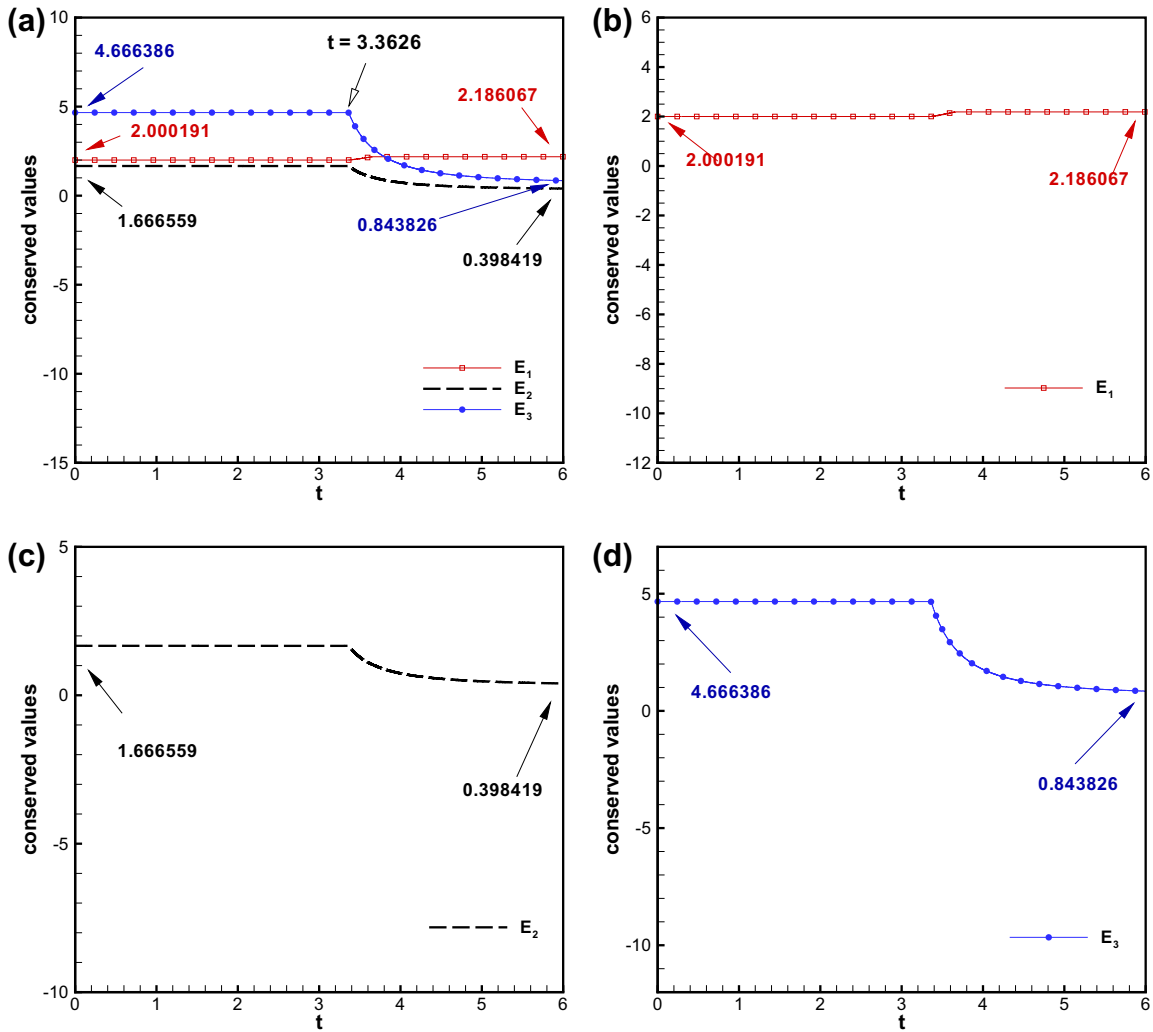 (a)
10
5
0
-5
-10
-15
conserved values
4.666386
t = 3.3626
2.186067
2.000191
1.666559
0.843826
0.398419
E₁
E₂
E₃
0 1 2 3 4 5 6
t
(b)
6
4
2
0
-2
-4
-6
-8
-10
-12
conserved values
2.000191
2.186067
E₁
0 1 2 3 4 5 6
t
(c)
5
0
-5
-10
conserved values
1.666559
0.398419
E₂
0 1 2 3 4 5 6
t
(d)
5
0
-5
-10
conserved values
4.666386
0.843826
E₃
0 1 2 3 4 5 6
t